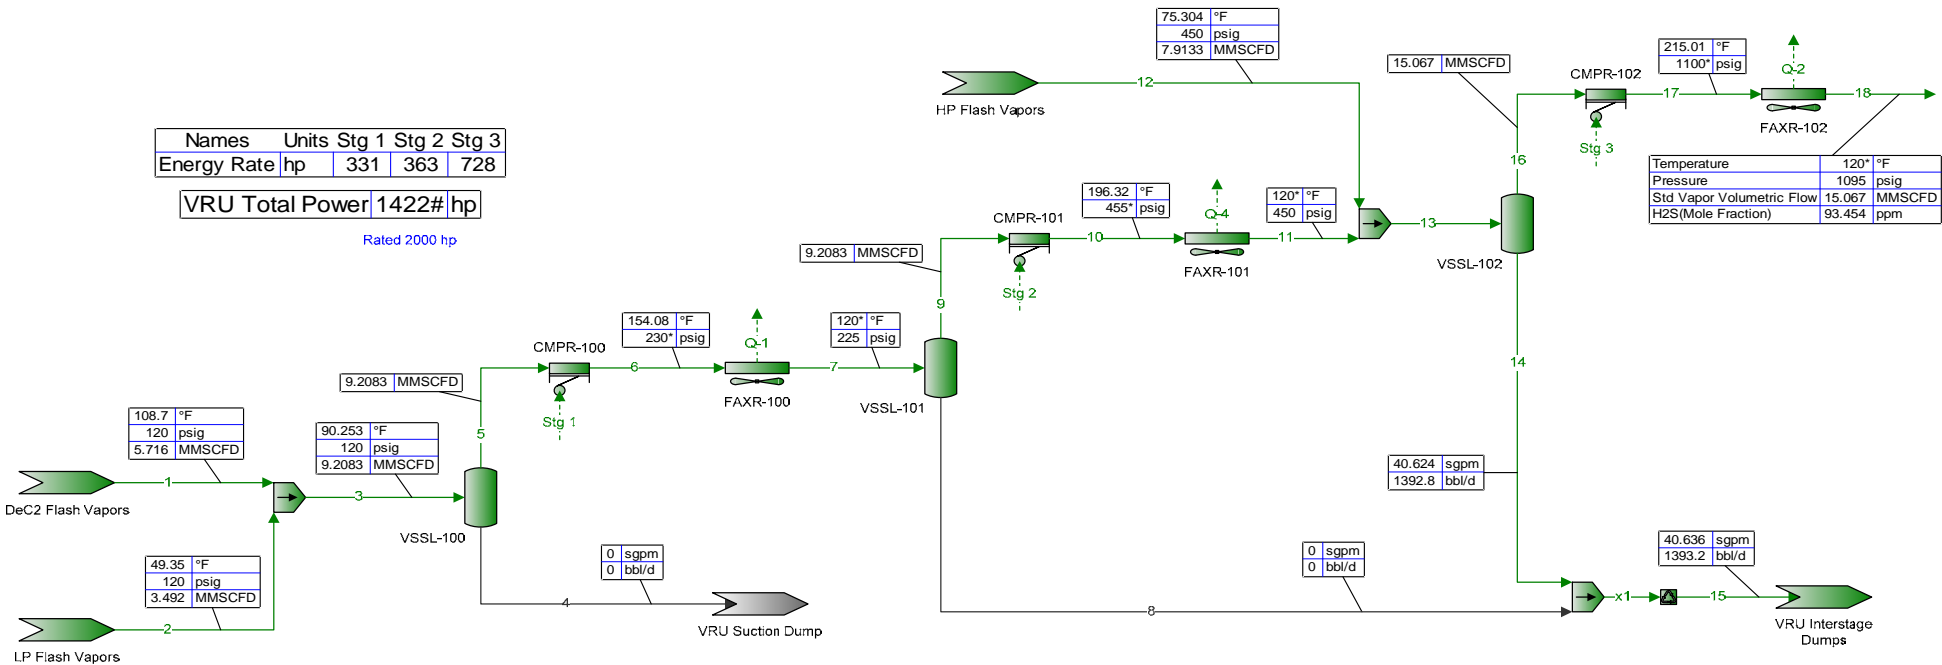 75.304 °F
450 psig
7.9133 MMSCFD
12
HP Flash Vapors
15.067 MMSCFD
CMPR-102
215.01 °F
1100* psig
Q-2
17
18
FAXR-102
Stg 3
16
Temperature 120* °F
Pressure 1095 psig
Std Vapor Volumetric Flow 15.067 MMSCFD
H2S(Mole Fraction) 93.454 ppm
Names Units Stg 1 Stg 2 Stg 3
Energy Rate hp 331 363 728
VRU Total Power 1422# hp
Rated 2000 hp
196.32 °F
455* psig
Q-4
120* °F
450 psig
CMPR-101
10
11
13
FAXR-101
VSSL-102
9.2083 MMSCFD
Stg 2
9
154.08 °F
230* psig
Q-1
120* °F
225 psig
CMPR-100
6
7
FAXR-100
VSSL-101
14
9.2083 MMSCFD
Stg 1
5
108.7 °F
120 psig
5.716 MMSCFD
90.253 °F
120 psig
9.2083 MMSCFD
1
3
DeC2 Flash Vapors
VSSL-100
40.624 sgpm
1392.8 bbl/d
49.35 °F
120 psig
3.492 MMSCFD
0 sgpm
0 bbl/d
0 sgpm
0 bbl/d
40.636 sgpm
1393.2 bbl/d
4
8
x1
15
2
LP Flash Vapors
VRU Suction Dump
VRU Interstage
Dumps